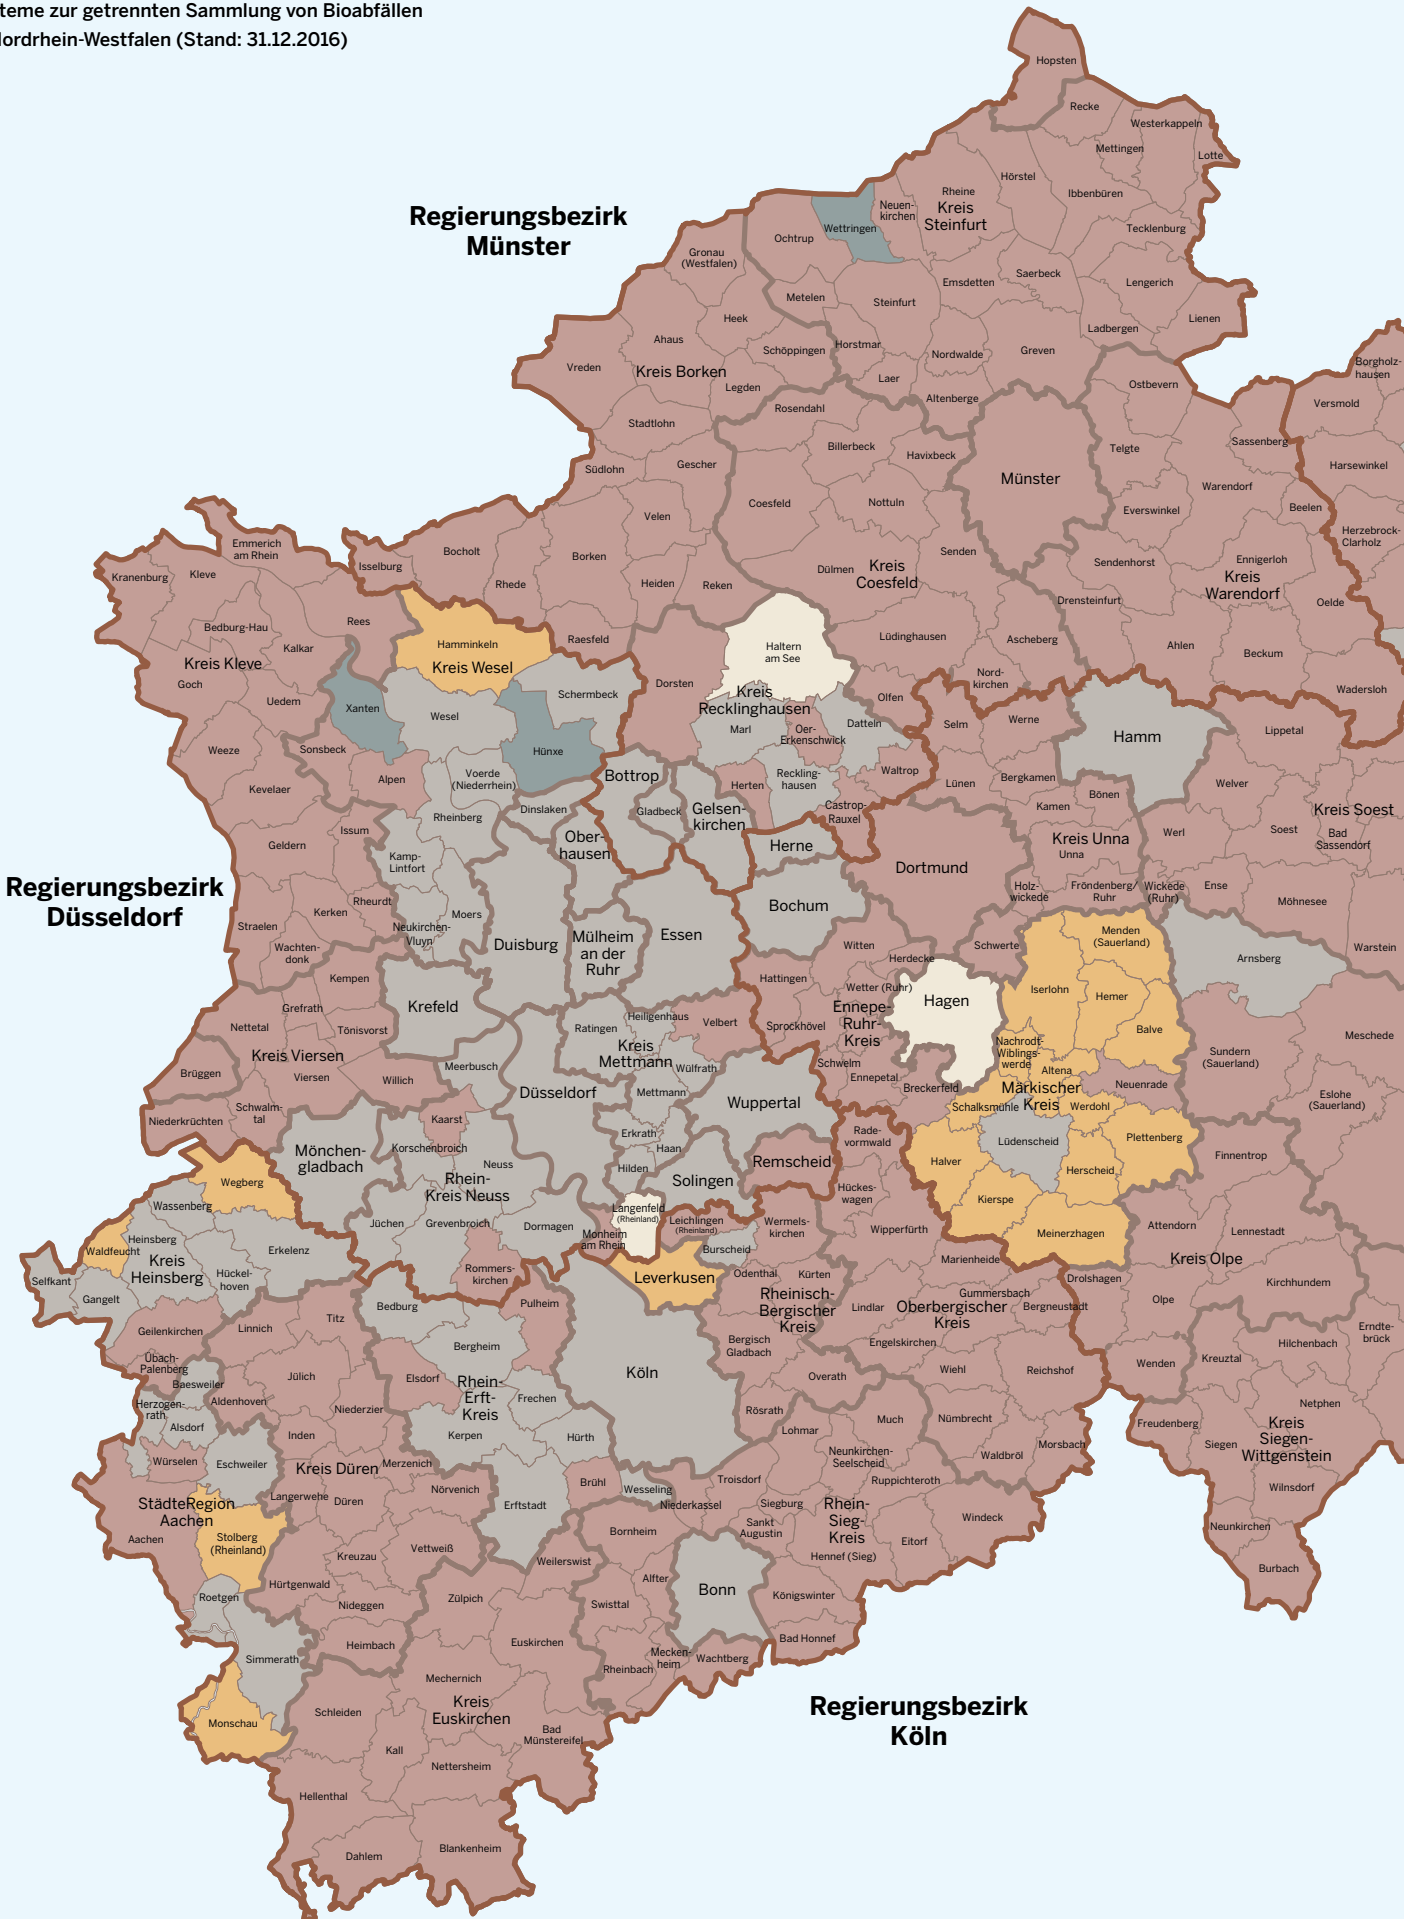 teme zur getrennten Sammlung von Bioabfällen
Nordrhein-Westfalen (Stand: 31.12.2016)
Hopsten
Recke
Westerkappeln
Mettingen
Lotte
Hörstel
Rheine
Ibbenbüren
Neuen-
kirchen
Kreis
Steinfurt
Regierungsbezirk
Münster
Wettringen
Ochtrup
Tecklenburg
Gronau
(Westfalen)
Saerbeck
Emsdetten
Lengerich
Metelen
Steinfurt
Heek
Lienen
Ladbergen
Ahaus
Horstmar
Schöppingen
Nordwalde
Greven
Vreden
Kreis Borken
Borgholz-
hausen
Laer
Legden
Ostbevern
Altenberge
Versmold
Rosendahl
Stadtlohn
Sassenberg
Billerbeck
Telgte
Havixbeck
Gescher
Südlohn
Harsewinkel
Münster
Warendorf
Coesfeld
Nottuln
Everswinkel
Beelen
Velen
Herzebrock-
Clarholz
Emmerich
am Rhein
Bocholt
Borken
Senden
Isselburg
Sendenhorst
Ennigerloh
Kranenburg
Kleve
Dülmen
Kreis
Coesfeld
Kreis
Warendorf
Rhede
Heiden
Reken
Drensteinfurt
Oelde
Rees
Bedburg-Hau
Kalkar
Hamminkeln
Raesfeld
Lüdinghausen
Ascheberg
Haltern
am See
Ahlen
Beckum
Kreis Kleve
Kreis Wesel
Goch
Dorsten
Nord-
kirchen
Wadersloh
Uedem
Xanten
Wesel
Schermbeck
Kreis
Recklinghausen
Olfen
Marl
Oer-
Erkenschwick
Datteln
Selm
Werne
Hamm
Lippetal
Weeze
Sonsbeck
Hünxe
Alpen
Voerde
(Niederrhein)
Bottrop
Herten
Reckling-
hausen
Waltrop
Lünen
Bergkamen
Bönen
Welver
Kevelaer
Rheinberg
Dinslaken
Gladbeck
Gelsen-
kirchen
Castrop-
Rauxel
Kamen
Kreis Soest
Issum
Ober-
hausen
Herne
Kreis Unna
Unna
Werl
Soest
Bad
Sassendorf
Geldern
Kamp-
Lintfort
Dortmund
Regierungsbezirk
Düsseldorf
Rheurdt
Holz-
wickede
Fröndenberg/
Ruhr
Wickede
(Ruhr)
Ense
Möhnesee
Kerken
Moers
Bochum
Straelen
Neukirchen-
Vluyn
Duisburg
Mülheim
an der
Ruhr
Essen
Witten
Herdecke
Schwerte
Menden
(Sauerland)
Warstein
Wachten-
donk
Arnsberg
Kempen
Hattingen
Wetter (Ruhr)
Hagen
Iserlohn
Hemer
Grefrath
Krefeld
Ennepe-
Ruhr-
Kreis
Nettetal
Tönisvorst
Ratingen
Heiligenhaus
Velbert
Sprockhövel
Balve
Meschede
Kreis Viersen
Kreis
Mettmann
Nachrodt-
Wiblings-
werde
Sundern
(Sauerland)
Brüggen
Viersen
Willich
Meerbusch
Wülfrath
Schwelm
Ennepetal
Breckerfeld
Altena
Märkischer
Kreis
Neuenrade
Düsseldorf
Mettmann
Wuppertal
Schalksmühle
Werdohl
Eslohe
(Sauerland)
Niederkrüchten
Schwalm-
tal
Kaarst
Erkrath
Rade-
vormwald
Lüdenscheid
Plettenberg
Mönchen-
gladbach
Korschenbroich
Neuss
Haan
Hilden
Remscheid
Halver
Herscheid
Finnentrop
Wegberg
Rhein-
Kreis Neuss
Solingen
Hückes-
wagen
Kierspe
Wassenberg
Langenfeld
(Rheinland)
Leichlingen
(Rheinland)
Wermels-
kirchen
Wipperfürth
Attendorn
Jüchen
Grevenbroich
Dormagen
Monheim
am Rhein
Meinerzhagen
Lennestadt
Heinsberg
Waldfeucht
Erkelenz
Burscheid
Marienheide
Kreis Olpe
Kreis
Heinsberg
Hückel-
hoven
Rommers-
kirchen
Leverkusen
Odenthal
Kürten
Drolshagen
Kirchhundem
Selfkant
Gangelt
Bedburg
Pulheim
Rheinisch-
Bergischer
Kreis
Lindlar
Gummersbach
Oberbergischer
Kreis
Bergneustadt
Olpe
Geilenkirchen
Linnich
Titz
Erndte-
brück
Bergheim
Bergisch
Gladbach
Engelskirchen
Hilchenbach
Übach-
Palenberg
Baesweiler
Jülich
Elsdorf
Rhein-
Erft-
Kreis
Köln
Overath
Wiehl
Reichshof
Wenden
Kreuztal
Herzogen-
rath
Aldenhoven
Niederzier
Frechen
Rösrath
Much
Nümbrecht
Netphen
Alsdorf
Inden
Kerpen
Hürth
Lohmar
Freudenberg
Siegen
Kreis
Siegen-
Wittgenstein
Würselen
Eschweiler
Kreis Düren
Merzenich
Neunkirchen-
Seelscheid
Waldbröl
Morsbach
Troisdorf
Ruppichteroth
Wilnsdorf
StädteRegion
Aachen
Langerwehe
Düren
Nörvenich
Erftstadt
Brühl
Wesseling
Niederkassel
Siegburg
Rhein-
Sieg-
Kreis
Windeck
Aachen
Stolberg
(Rheinland)
Bornheim
Sankt
Augustin
Neunkirchen
Kreuzau
Vettweiß
Weilerswist
Hennef (Sieg)
Eitorf
Burbach
Alfter
Bonn
Roetgen
Hürtgenwald
Nideggen
Zülpich
Swisttal
Königswinter
Simmerath
Heimbach
Euskirchen
Bad Honnef
Rheinbach
Mecken-
heim
Wachtberg
Mechernich
Monschau
Schleiden
Kreis
Euskirchen
Regierungsbezirk
Köln
Bad
Münstereifel
Kall
Nettersheim
Hellenthal
Dahlem
Blankenheim